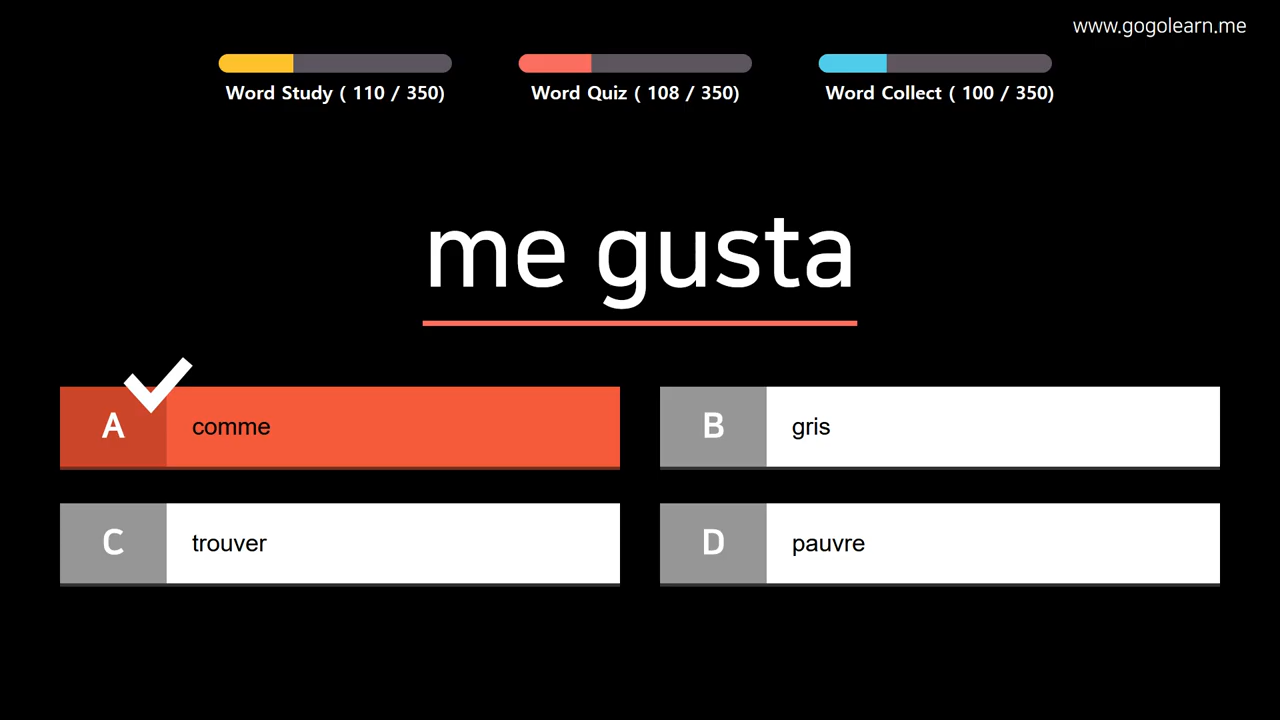 www.gogolearn.me
Word Study ( 110 / 350)
Word Quiz ( 108 / 350)
Word Collect ( 100 / 350)
me gusta
A
comme
B
gris
C
trouver
D
pauvre